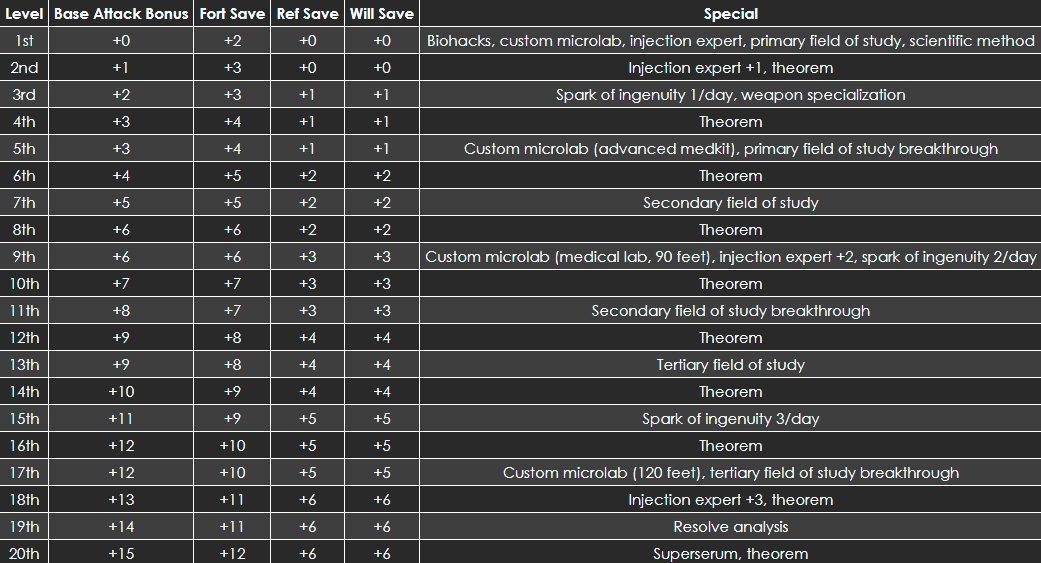 Level Base Attack Bonus Fort Save Ref Save Will Save Special
1st +0 +2 +0 +0 Biohacks, custom microlab, injection expert, primary field of study, scientific method
2nd +1 +3 +0 +0 Injection expert +1, theorem
3rd +2 +3 +1 +1 Spark of ingenuity 1/day, weapon specialization
4th +3 +4 +1 +1 Theorem
5th +3 +4 +1 +1 Custom microlab (advanced medkit), primary field of study breakthrough
6th +4 +5 +2 +2 Theorem
7th +5 +5 +2 +2 Secondary field of study
8th +6 +6 +2 +2 Theorem
9th +6 +6 +3 +3 Custom microlab (medical lab, 90 feet), injection expert +2, spark of ingenuity 2/day
10th +7 +7 +3 +3 Theorem
11th +8 +7 +3 +3 Secondary field of study breakthrough
12th +9 +8 +4 +4 Theorem
13th +9 +8 +4 +4 Tertiary field of study
14th +10 +9 +4 +4 Theorem
15th +11 +9 +5 +5 Spark of ingenuity 3/day
16th +12 +10 +5 +5 Theorem
17th +12 +10 +5 +5 Custom microlab (120 feet), tertiary field of study breakthrough
18th +13 +11 +6 +6 Injection expert +3, theorem
19th +14 +11 +6 +6 Resolve analysis
20th +15 +12 +6 +6 Superserum, theorem